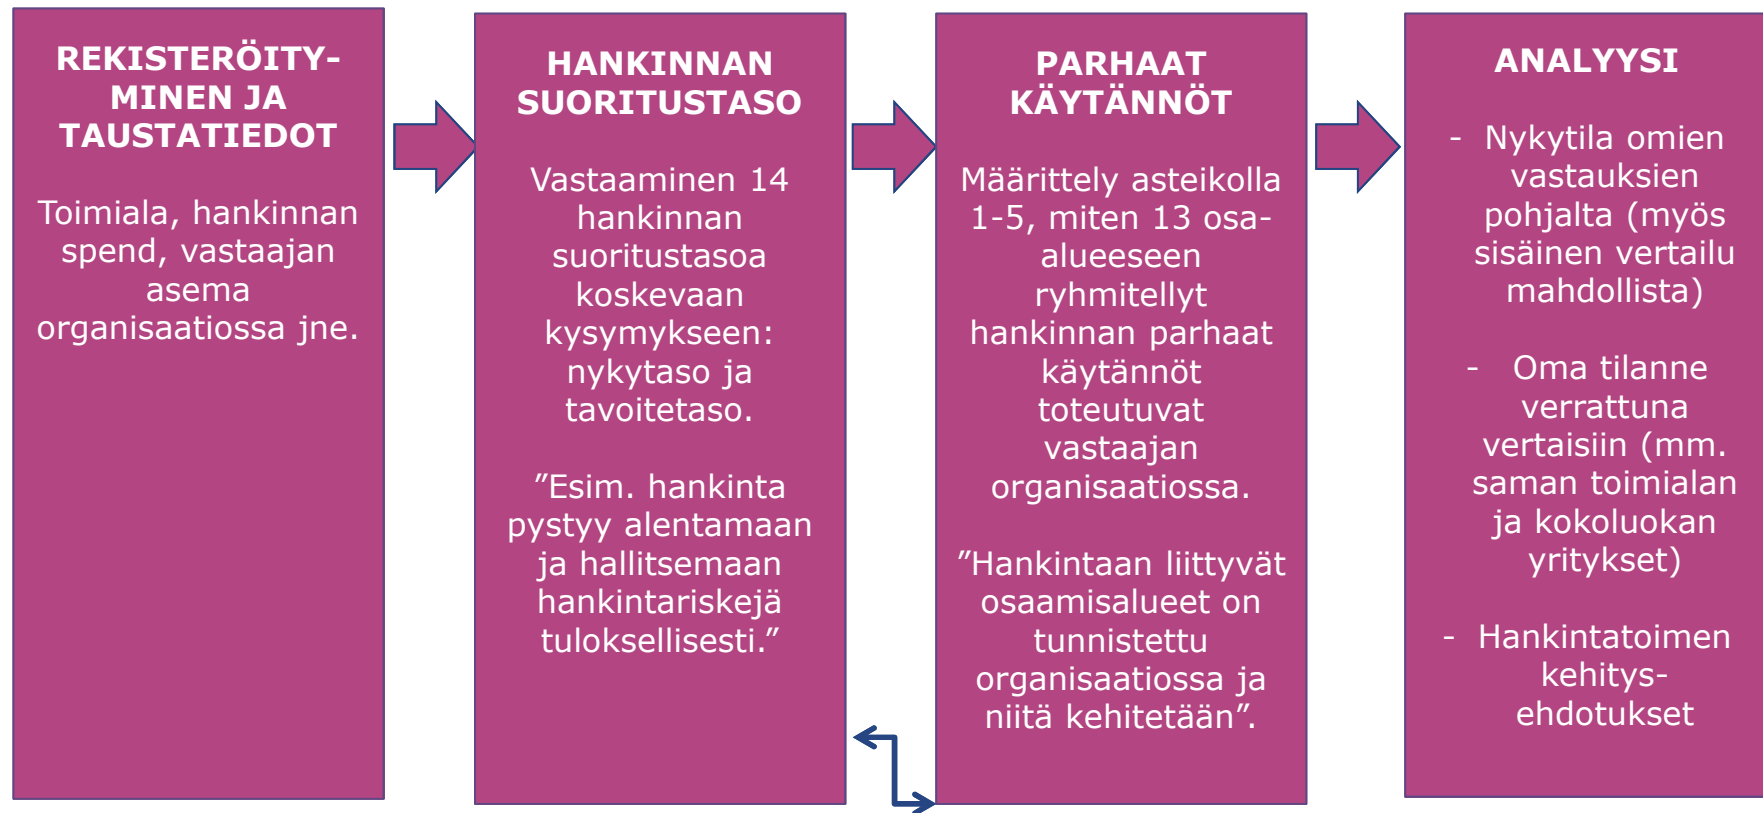 REKISTERÖITY-
MINEN JA
TAUSTATIEDOT
Toimiala, hankinnan
spend, vastaajan
asema
organisaatiossa jne.
HANKINNAN
SUORITUSTASO
Vastaaminen 14
hankinnan
suoritustasoa
koskevaan
kysymykseen:
nykytaso ja
tavoitetaso.
”Esim. hankinta
pystyy alentamaan
ja hallitsemaan
hankintariskejä
tuloksellisesti.”
PARHAAT
KÄYTÄNNÖT
Määrittely asteikolla
1-5, miten 13 osa-
alueeseen
ryhmitellyt
hankinnan parhaat
käytännöt
toteutuvat
vastaajan
organisaatiossa.
”Hankintaan liittyvät
osaamisalueet on
tunnistettu
organisaatiossa ja
niitä kehitetään”.
ANALYYSI
- Nykytila omien
vastauksien
pohjalta (myös
sisäinen vertailu
mahdollista)
- Oma tilanne
verrattuna
vertaisiin (mm.
saman toimialan
ja kokoluokan
yritykset)
- Hankintatoimen
kehitys-
ehdotukset